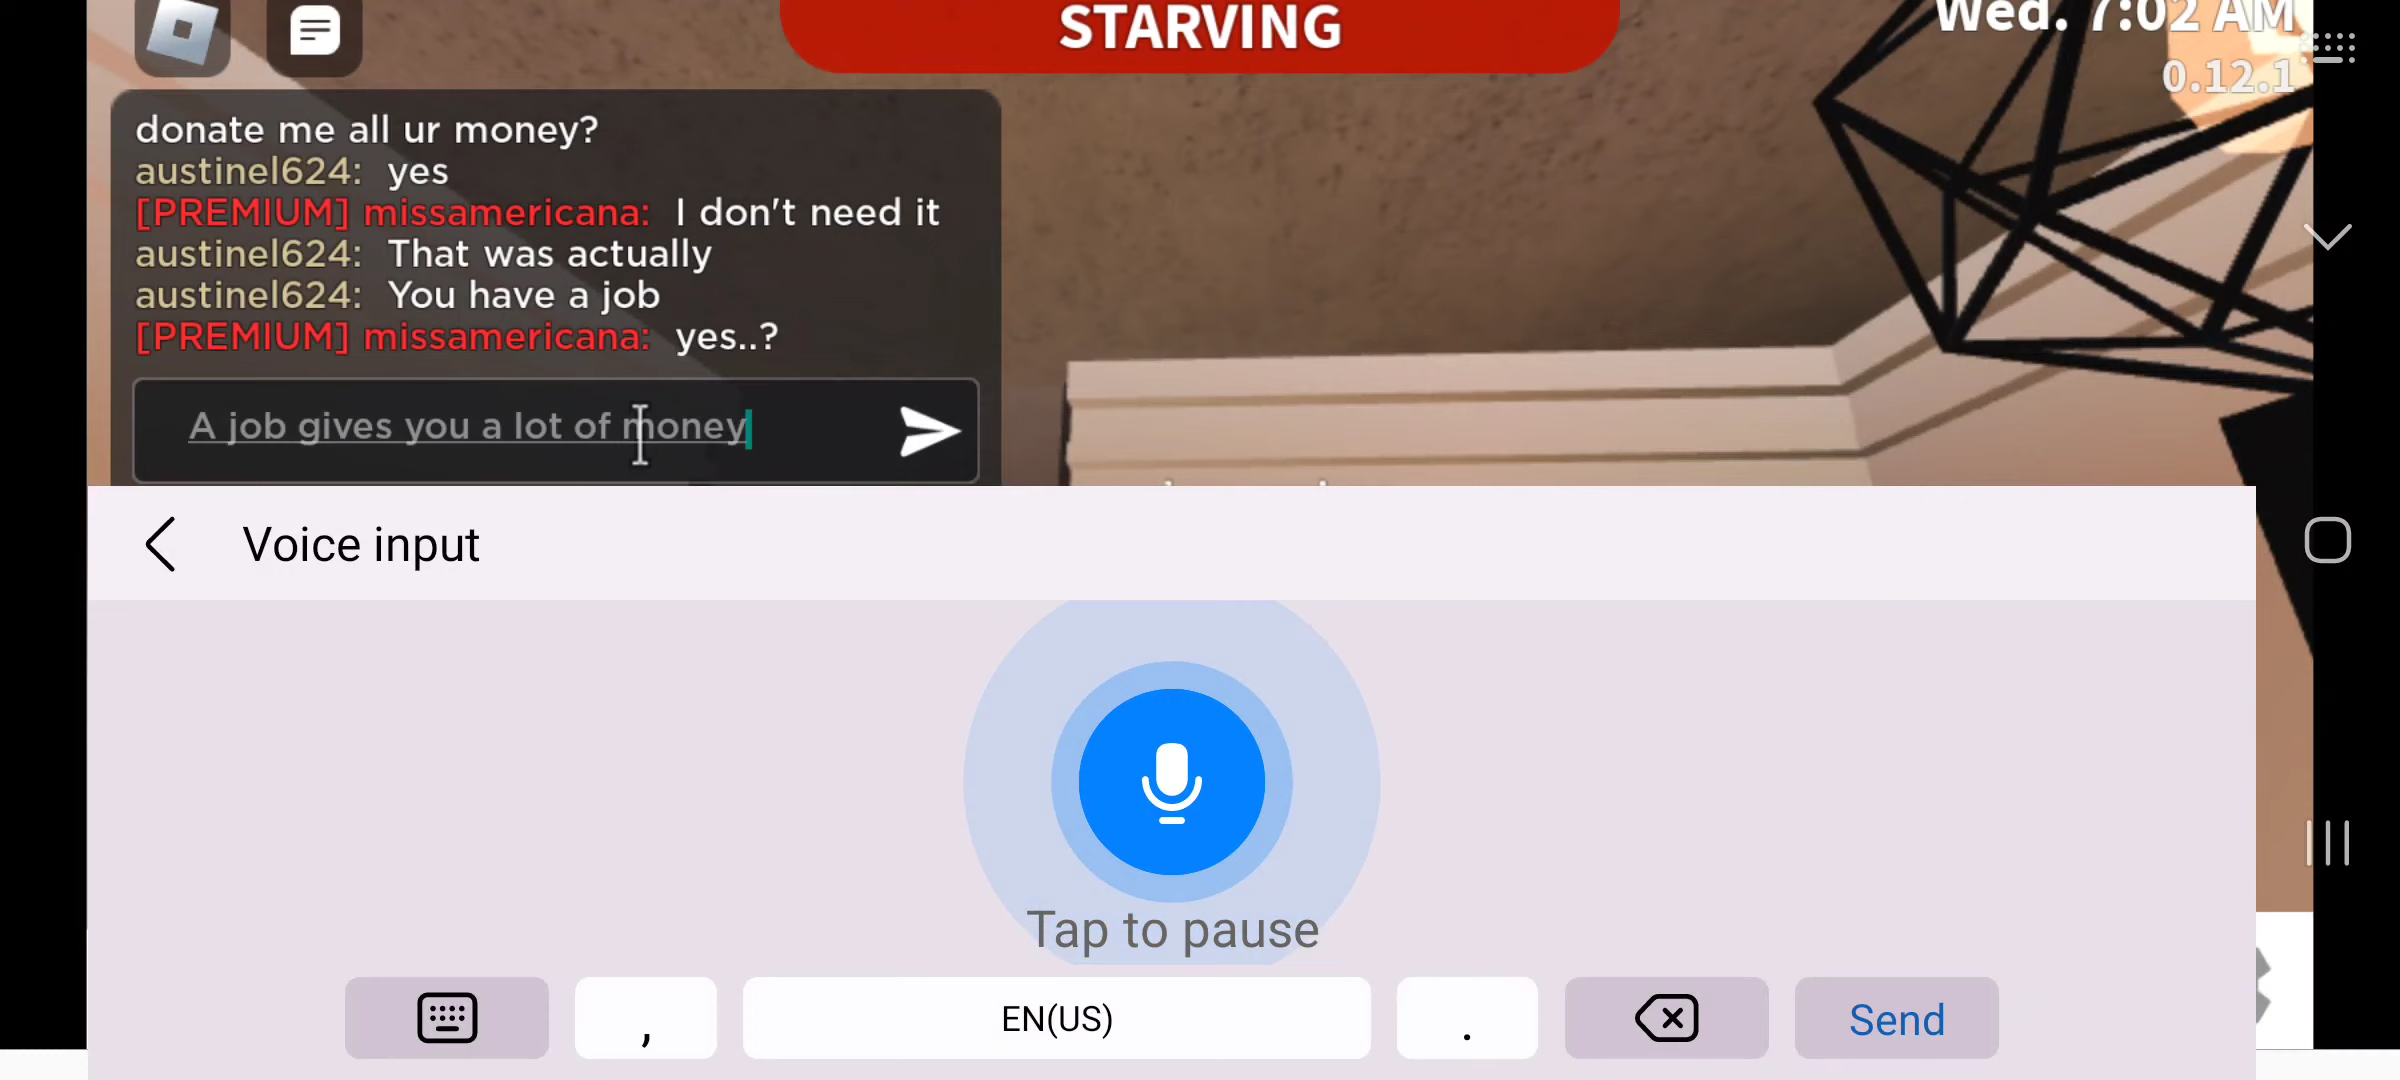 STARVING
Wed. 7:02 AM
0.12.1
donate me all ur money?
austinel624: yes
[PREMIUM] missamericana: I don't need it
austinel624: That was actually
austinel624: You have a job
[PREMIUM] missamericana: yes..?
A job gives you a lot of money
Voice input
Tap to pause
, EN(US) . Send